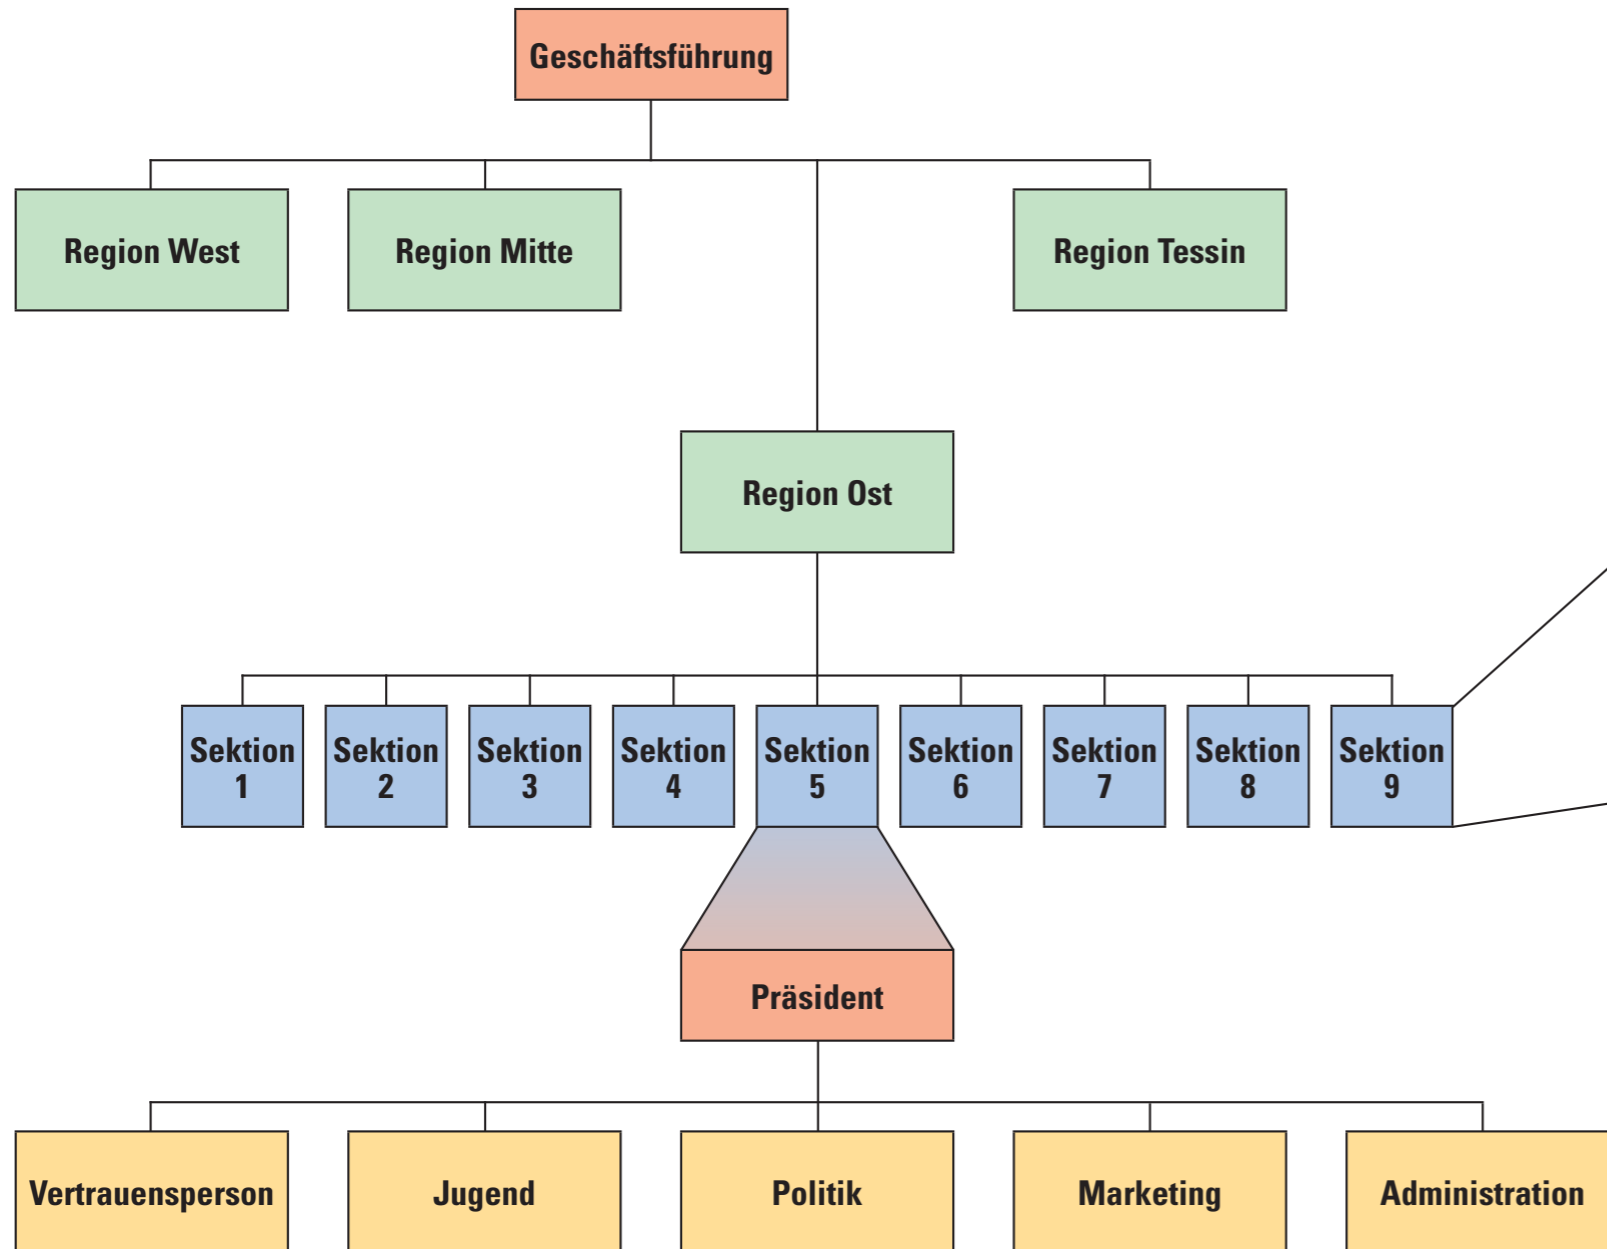 Geschäftsführung
Region West
Region Mitte
Region Tessin
Region Ost
Sektion
1
Sektion
2
Sektion
3
Sektion
4
Sektion
5
Sektion
6
Sektion
7
Sektion
8
Sektion
9
Präsident
Vertrauensperson
Jugend
Politik
Marketing
Administration